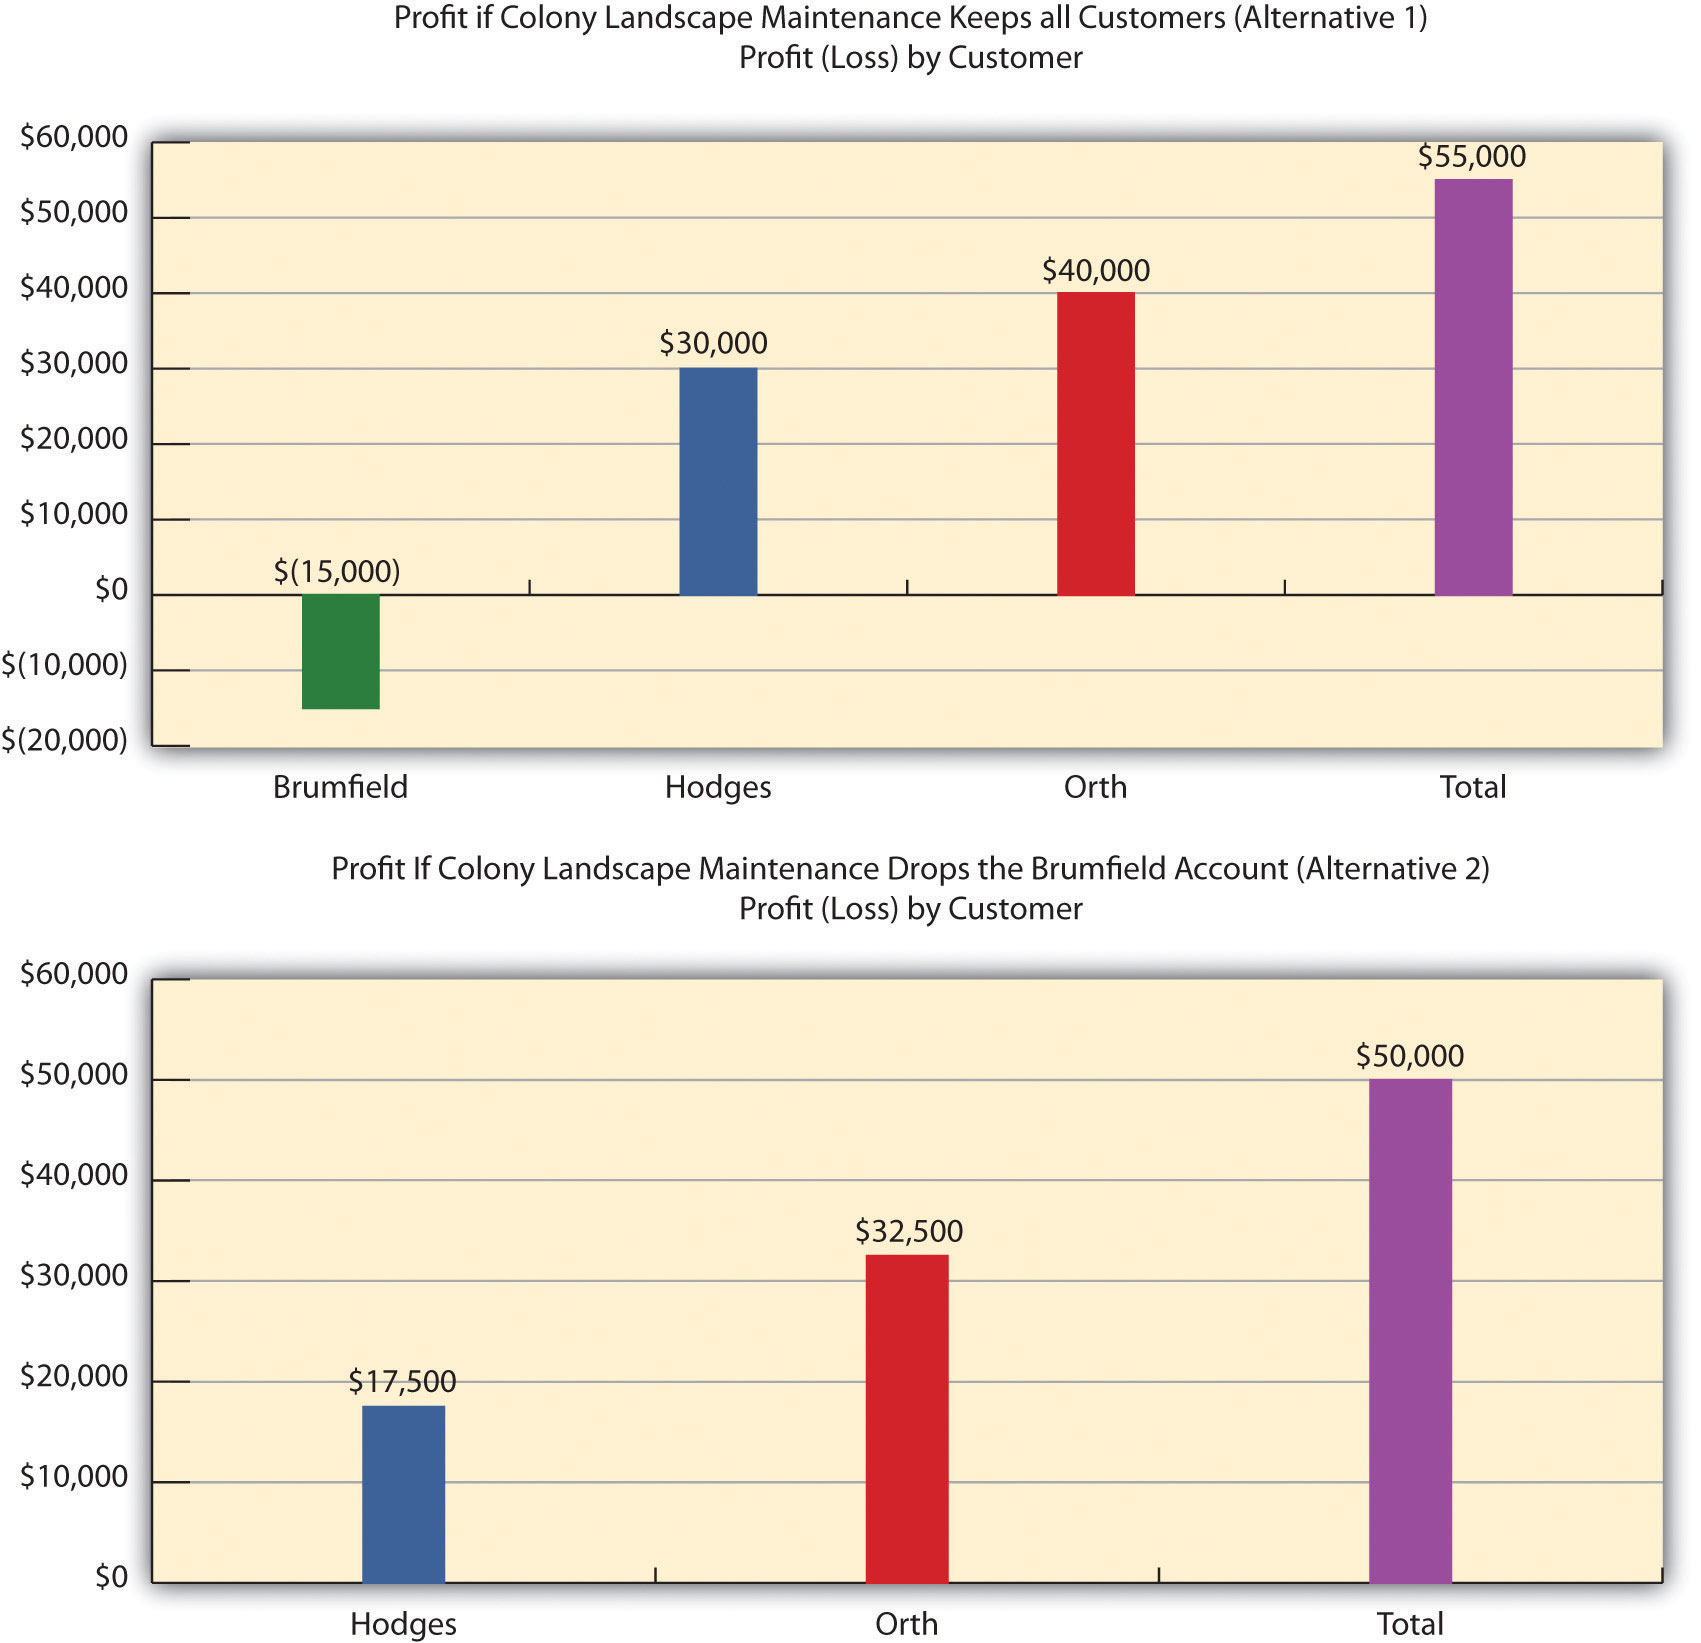 Profit if Colony Landscape Maintenance Keeps all Customers (Alternative 1)
Profit (Loss) by Customer
$60,000
$55,000
$50,000
$40,000
$40,000
$30,000
$30,000
$20,000
$10,000
$(15,000)
$0
$(10,000)
$(20,000)
Brumfield
Hodges
Orth
Total
Profit If Colony Landscape Maintenance Drops the Brumfield Account (Alternative 2)
Profit (Loss) by Customer
$60,000
$50,000
$50,000
$40,000
$32,500
$30,000
$20,000
$17,500
$10,000
$0
Hodges
Orth
Total